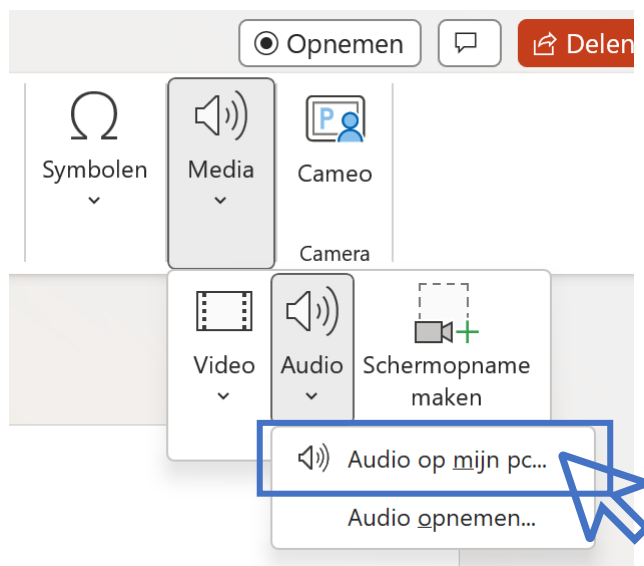 Opnemen
Delen
Symbolen
Media
Cameo
Camera
Video
Audio
Schermopname
maken
Audio op mijn pc...
Audio opnemen...